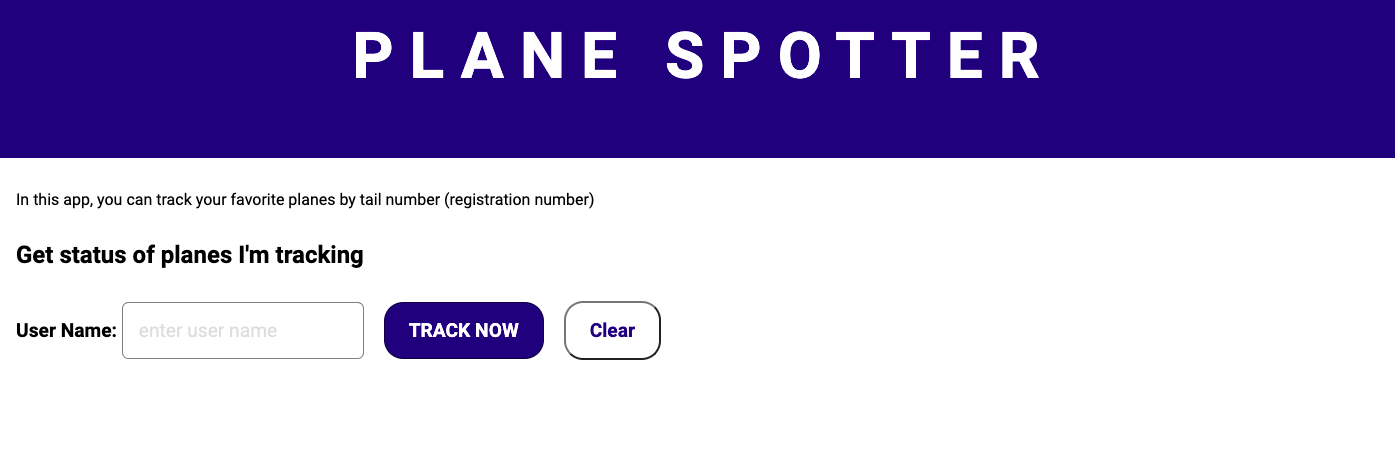 PLANE SPOTTER
In this app, you can track your favorite planes by tail number (registration number)
Get status of planes I'm tracking
User Name: enter user name TRACK NOW Clear